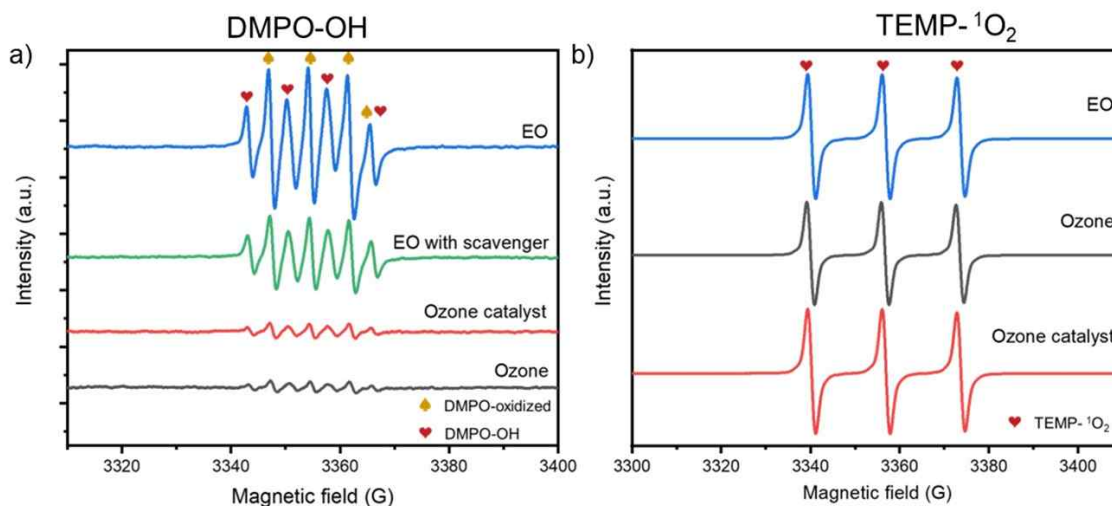 DMPO-OH
a)
EO
EO with scavenger
Ozone catalyst
Ozone
DMPO-oxidized
DMPO-OH
Intensity (a.u.)
3320 3340 3360 3380 3400
Magnetic field (G)
TEMP- ¹O₂
b)
EO
Ozone
Ozone catalyst
TEMP- ¹O₂
Intensity (a.u.)
3300 3320 3340 3360 3380 3400
Magnetic field (G)